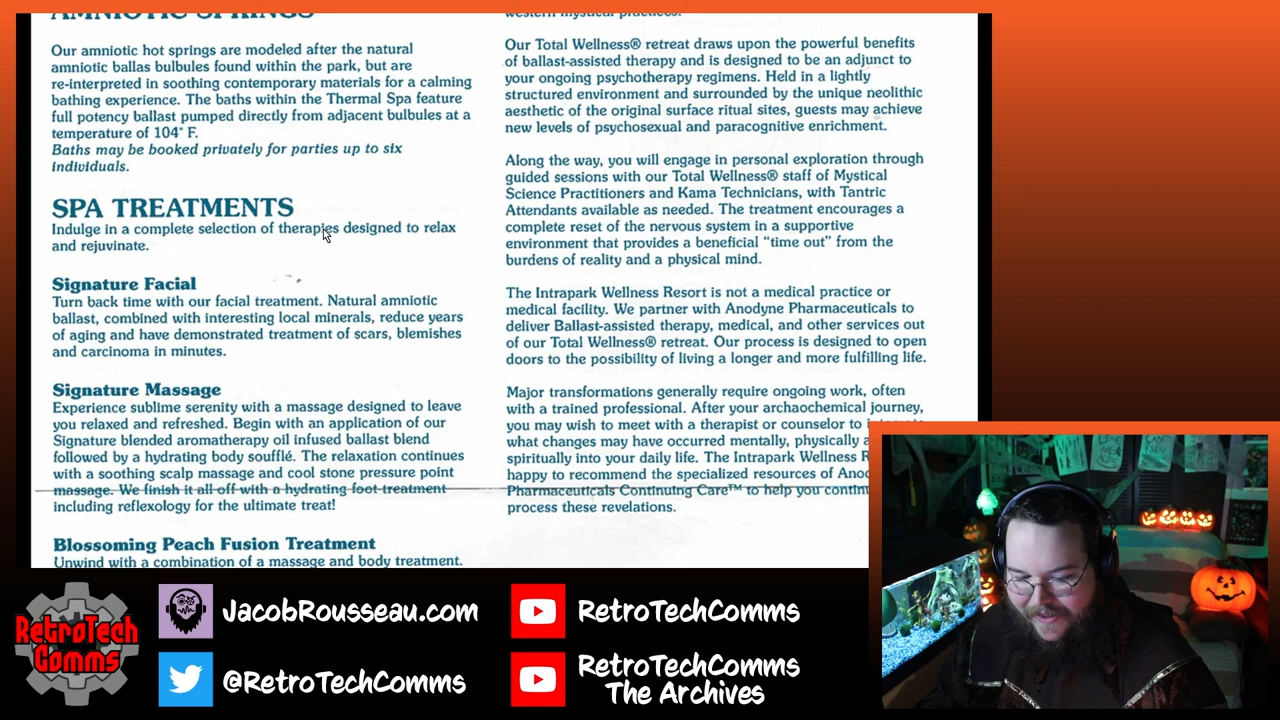 AMNIOTIC SPRINGS
Our amniotic hot springs are modeled after the natural
amniotic ballas bulbules found within the park, but are
re-interpreted in soothing contemporary materials for a calming
bathing experience. The baths within the Thermal Spa feature
full potency ballast pumped directly from adjacent bulbules at a
temperature of 104° F.
Baths may be booked privately for parties up to six
individuals.
SPA TREATMENTS
Indulge in a complete selection of therapies designed to relax
and rejuvinate.
Signature Facial
Turn back time with our facial treatment. Natural amniotic
ballast, combined with interesting local minerals, reduce years
of aging and have demonstrated treatment of scars, blemishes
and carcinoma in minutes.
Signature Massage
Experience sublime serenity with a massage designed to leave
you relaxed and refreshed. Begin with an application of our
Signature blended aromatherapy oil infused ballast blend
followed by a hydrating body soufflé. The relaxation continues
with a soothing scalp massage and cool stone pressure point
massage. We finish it all off with a hydrating foot treatment
including reflexology for the ultimate treat!
Blossoming Peach Fusion Treatment
Unwind with a combination of a massage and body treatment.
western mystical practices.
Our Total Wellness® retreat draws upon the powerful benefits
of ballast-assisted therapy and is designed to be an adjunct to
your ongoing psychotherapy regimens. Held in a lightly
structured environment and surrounded by the unique neolithic
aesthetic of the original surface ritual sites, guests may achieve
new levels of psychosexual and paracognitive enrichment.
Along the way, you will engage in personal exploration through
guided sessions with our Total Wellness® staff of Mystical
Science Practitioners and Kama Technicians, with Tantric
Attendants available as needed. The treatment encourages a
complete reset of the nervous system in a supportive
environment that provides a beneficial “time out” from the
burdens of reality and a physical mind.
The Intrapark Wellness Resort is not a medical practice or
medical facility. We partner with Anodyne Pharmaceuticals to
deliver Ballast-assisted therapy, medical, and other services out
of our Total Wellness® retreat. Our process is designed to open
doors to the possibility of living a longer and more fulfilling life.
Major transformations generally require ongoing work, often
with a trained professional. After your archaochemical journey,
you may wish to meet with a therapist or counselor to
what changes may have occurred mentally, physically
spiritually into your daily life. The Intrapark Wellness
happy to recommend the specialized resources of
Pharmaceuticals Continuing Care™ to help you
process these revelations.
RetroTech
Comms
JacobRousseau.com
@RetroTechComms
RetroTechComms
RetroTechComms
The Archives